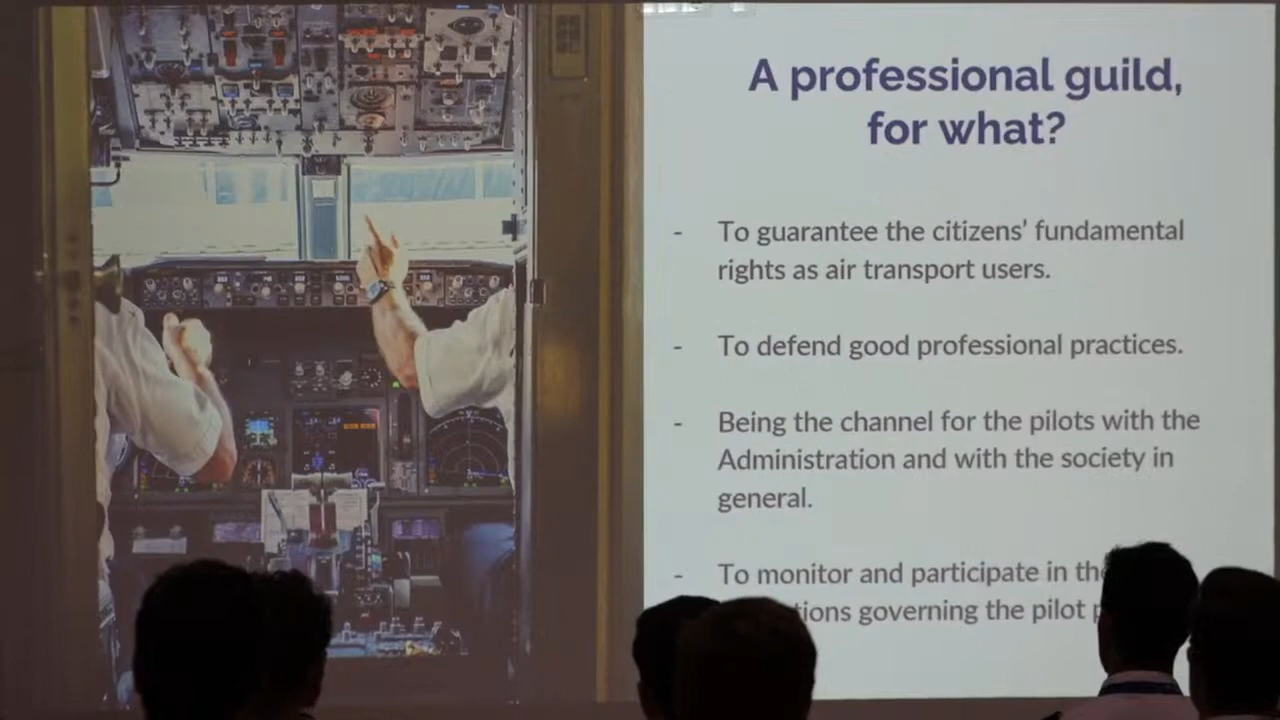 A professional guild,
for what?
- To guarantee the citizens' fundamental
rights as air transport users.
- To defend good professional practices.
- Being the channel for the pilots with the
Administration and with the society in
general.
- To monitor and participate in the
governing the pilot